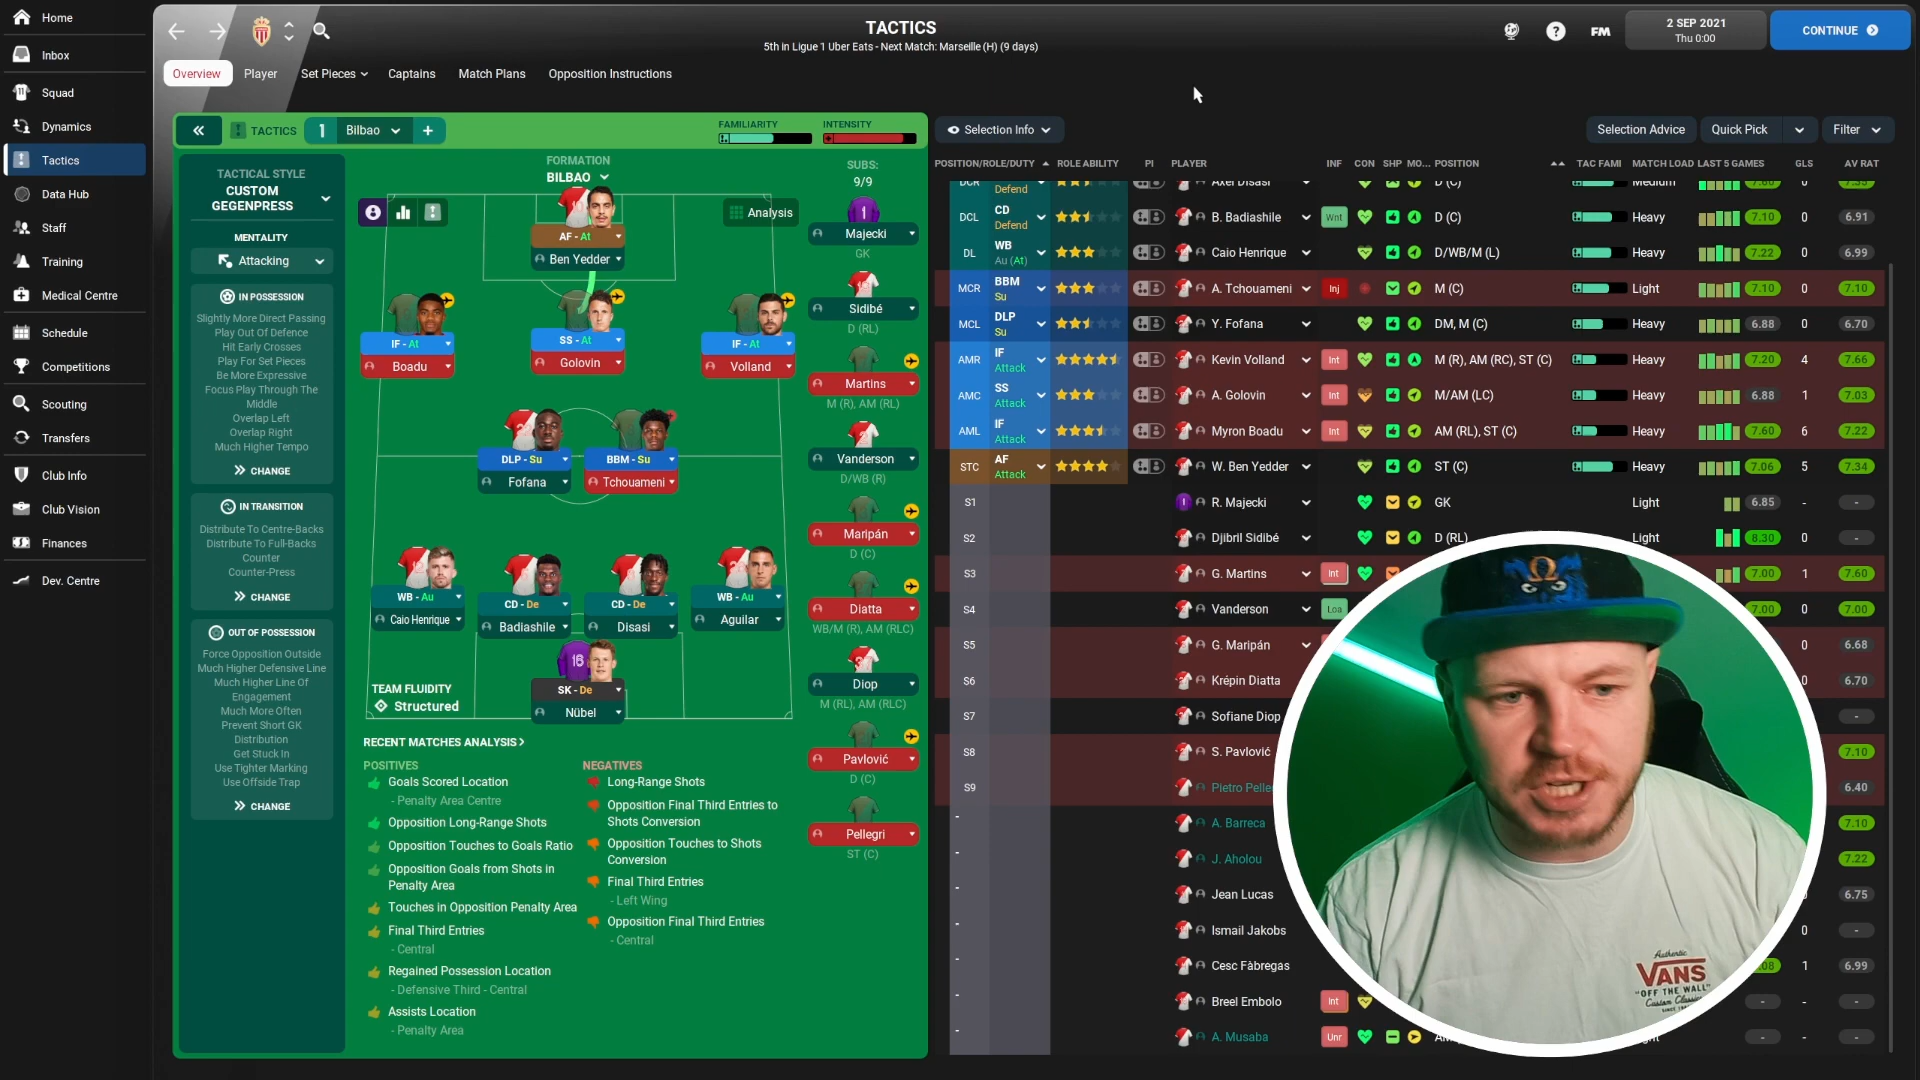 Home
Inbox
Squad
Dynamics
Tactics
Data Hub
Staff
Training
Medical Centre
Schedule
Competitions
Scouting
Transfers
Club Info
Club Vision
Finances
Dev. Centre
TACTICS
5th in Ligue 1 Uber Eats - Next Match: Marseille (H) (9 days)
FM
2 SEP 2021
Thu 0:00
CONTINUE
Overview
Player
Set Pieces
Captains
Match Plans
Opposition Instructions
TACTICS
1
Bilbao
FAMILIARITY
INTENSITY
TACTICAL STYLE
CUSTOM
GEGENPRESS
MENTALITY
Attacking
IN POSSESSION
Slightly More Direct Passing
Play Out Of Defence
Hit Early Crosses
Play For Set Pieces
Be More Expressive
Focus Play Through The
Middle
Overlap Left
Overlap Right
Much Higher Tempo
CHANGE
IN TRANSITION
Distribute To Centre-Backs
Distribute To Full-Backs
Counter
Counter-Press
CHANGE
OUT OF POSSESSION
Force Opposition Outside
Much Higher Defensive Line
Much Higher Line Of
Engagement
Much More Often
Prevent Short GK
Distribution
Get Stuck In
Use Tighter Marking
Use Offside Trap
CHANGE
FORMATION
BILBAO
Analysis
AF - At
Ben Yedder
IF - At
Boadu
SS - At
Golovin
IF - At
Volland
DLP - Su
Fofana
BBM - Su
Tchouameni
WB - Au
Caio Henrique
CD - De
Badiashile
CD - De
Disasi
WB - Au
Aguilar
16
SK - De
Nübel
TEAM FLUIDITY
Structured
SUBS:
9/9
1
Majecki
GK
Sidibé
D (RL)
Martins
M (R), AM (RL)
Vanderson
D/WB (R)
Maripán
D (C)
Diatta
WB/M (R), AM (RLC)
Diop
M (RL), AM (RLC)
Pavlović
D (C)
Pellegri
ST (C)
RECENT MATCHES ANALYSIS
POSITIVES
Goals Scored Location
- Penalty Area Centre
Opposition Long-Range Shots
Opposition Touches to Goals Ratio
Opposition Goals from Shots in
Penalty Area
Touches in Opposition Penalty Area
Final Third Entries
- Central
Regained Possession Location
- Defensive Third - Central
Assists Location
- Penalty Area
NEGATIVES
Long-Range Shots
Opposition Final Third Entries to
Shots Conversion
Opposition Touches to Shots
Conversion
Final Third Entries
- Left Wing
Opposition Final Third Entries
- Central
Selection Info
Selection Advice
Quick Pick
Filter
POSITION/ROLE/DUTY ROLE ABILITY PI PLAYER INF CON SHP MO... POSITION TAC FAMI MATCH LOAD LAST 5 GAMES GLS AV RAT
DCR Defend Axel Disasi D (C) Medium 0
DCL CD Defend B. Badiashile Wnt D (C) Heavy 7.10 0 6.91
DL WB Au (At) Caio Henrique D/WB/M (L) Heavy 7.22 0 6.99
MCR BBM Su A. Tchouameni Inj M (C) Light 7.10 0 7.10
MCL DLP Su Y. Fofana DM, M (C) Heavy 6.88 0 6.70
AMR IF Attack Kevin Volland Int M (R), AM (RC), ST (C) Heavy 7.20 4 7.66
AMC SS Attack A. Golovin Int M/AM (LC) Heavy 6.88 1 7.03
AML IF Attack Myron Boadu Int AM (RL), ST (C) Heavy 7.60 6 7.22
STC AF Attack W. Ben Yedder ST (C) Heavy 7.06 5 7.34
S1 R. Majecki GK Light 6.85 - -
S2 Djibril Sidibé D (RL) Light 8.30 0 -
S3 G. Martins Int 7.00 1 7.60
S4 Vanderson Loa 7.00 0 7.00
S5 G. Maripán 0 6.68
S6 Krépin Diatta 0 6.70
S7 Sofiane Diop -
S8 S. Pavlović 7.10
S9 Pietro Pelle 6.40
- A. Barreca 7.10
- J. Aholou 7.22
- Jean Lucas 6.75
- Ismail Jakobs 0 -
- Cesc Fàbregas 1 6.99
- Breel Embolo Int - - -
- A. Musaba Unr - - -
Authentic
VANS
"OFF THE WALL"